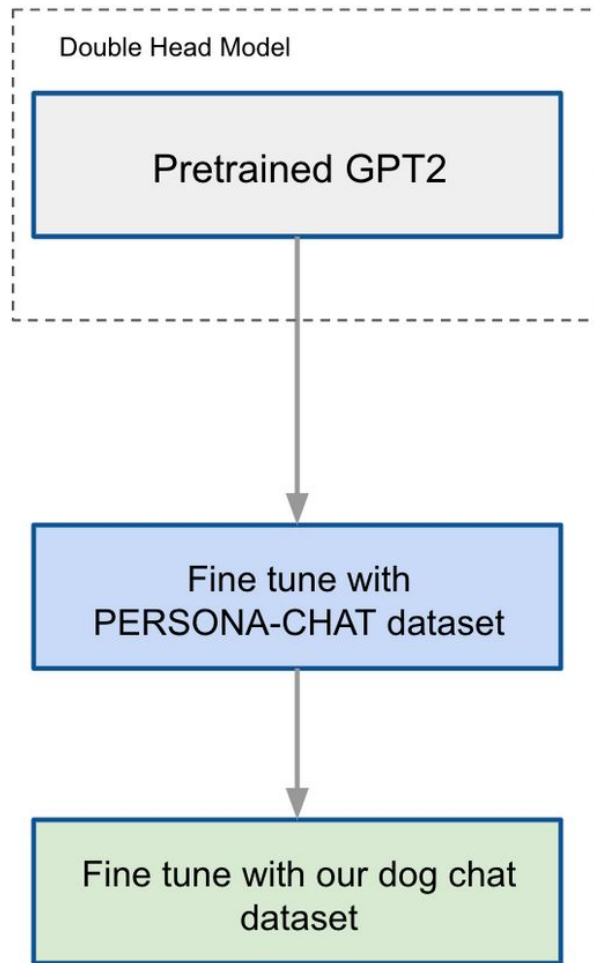 Double Head Model
Pretrained GPT2
Fine tune with
PERSONA-CHAT dataset
Fine tune with our dog chat
dataset